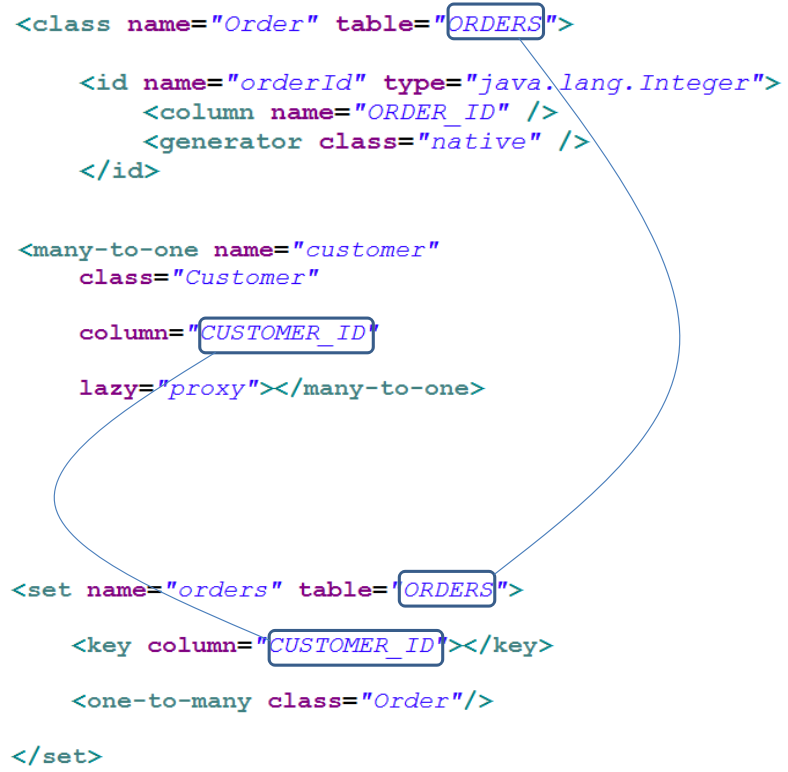 <class name="Order" table="ORDERS">
<id name="orderId" type="java.lang.Integer">
<column name="ORDER_ID" />
<generator class="native" />
</id>
<many-to-one name="customer"
class="Customer"
column="CUSTOMER_ID"
lazy="proxy"></many-to-one>
<set name="orders" table="ORDERS">
<key column="CUSTOMER_ID"></key>
<one-to-many class="Order"/>
</set>